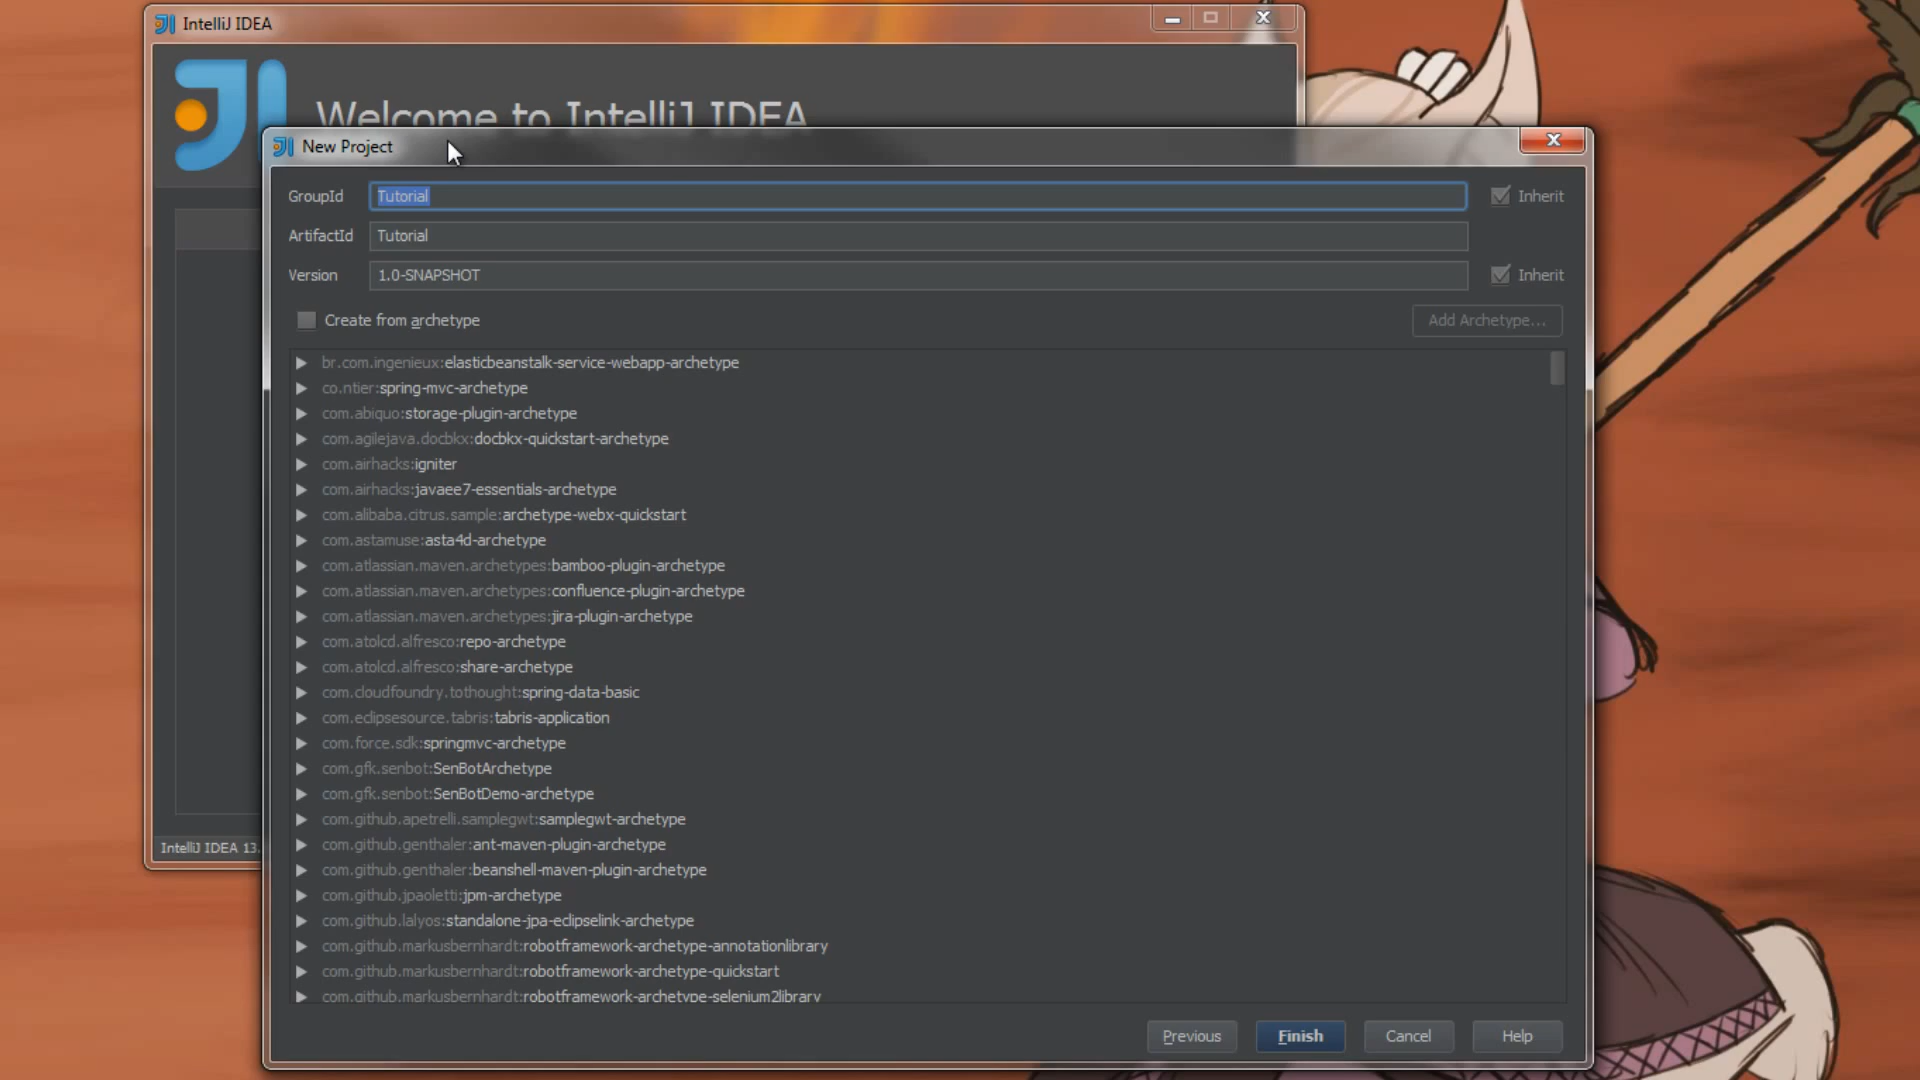 IntelliJ IDEA
Welcome to IntelliJ IDEA
New Project
GroupId Tutorial Inherit
ArtifactId Tutorial
Version 1.0-SNAPSHOT Inherit
Create from archetype Add Archetype...
br.com.ingenieux:elasticbeanstalk-service-webapp-archetype
co.ntier:spring-mvc-archetype
com.abiquo:storage-plugin-archetype
com.agilejava.docbkx:docbkx-quickstart-archetype
com.airhacks:igniter
com.airhacks:javaee7-essentials-archetype
com.alibaba.citrus.sample:archetype-webx-quickstart
com.astamuse:asta4d-archetype
com.atlassian.maven.archetypes:bamboo-plugin-archetype
com.atlassian.maven.archetypes:confluence-plugin-archetype
com.atlassian.maven.archetypes:jira-plugin-archetype
com.atolcd.alfresco:repo-archetype
com.atolcd.alfresco:share-archetype
com.cloudfoundry.tothought:spring-data-basic
com.eclipsesource.tabris:tabris-application
com.force.sdk:springmvc-archetype
com.gfk.senbot:SenBotArchetype
com.gfk.senbot:SenBotDemo-archetype
com.github.apetrelli.samplegwt:samplegwt-archetype
com.github.genthaler:ant-maven-plugin-archetype
com.github.genthaler:beanshell-maven-plugin-archetype
com.github.jpaoletti:jpm-archetype
com.github.lalyos:standalone-jpa-eclipselink-archetype
com.github.markusbernhardt:robotframework-archetype-annotationlibrary
com.github.markusbernhardt:robotframework-archetype-quickstart
com.github.markusbernhardt:robotframework-archetype-selenium2library
IntelliJ IDEA 13.
Previous Finish Cancel Help